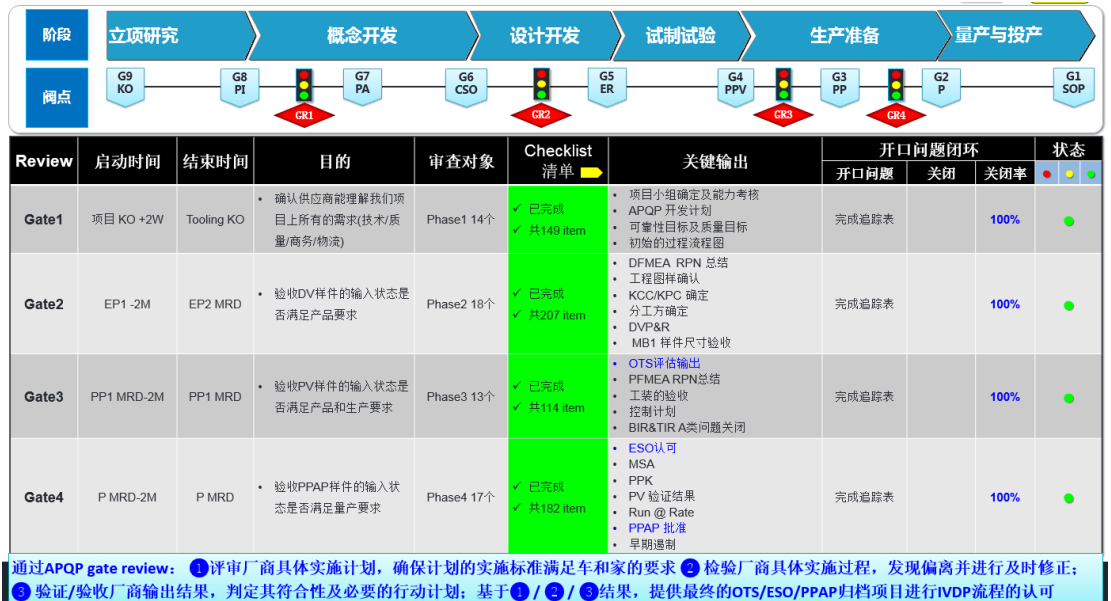 阶段
立项研究
概念开发
设计开发
试制试验
生产准备
量产与投产
阀点
G9
KO
G8
PI
GR1
G7
PA
G6
CSO
GR2
G5
ER
G4
PPV
GR3
G3
PP
GR4
G2
P
G1
SOP
Review
启动时间
结束时间
目的
审查对象
Checklist
清单
关键输出
开口问题闭环
开口问题
关闭
关闭率
状态
Gate1
项目 KO +2W
Tooling KO
• 确认供应商能理解我们项
目上所有的需求(技术/质
量/商务/物流)
Phase1 14个
✓ 已完成
✓ 共149 item
• 项目小组确定及能力考核
• APQP 开发计划
• 可靠性目标及质量目标
• 初始的过程流程图
完成追踪表
100%
Gate2
EP1 -2M
EP2 MRD
• 验收DV样件的输入状态是
否满足产品要求
Phase2 18个
✓ 已完成
✓ 共207 item
• DFMEA RPN 总结
• 工程图样确认
• KCC/KPC 确定
• 分工方确定
• DVP&R
• MB1 样件尺寸验收
完成追踪表
100%
Gate3
PP1 MRD-2M
PP1 MRD
• 验收PV样件的输入状态是
否满足产品和生产要求
Phase3 13个
✓ 已完成
✓ 共114 item
• OTS评估输出
• PFMEA RPN总结
• 工装的验收
• 控制计划
• BIR&TIR A类问题关闭
完成追踪表
100%
Gate4
P MRD-2M
P MRD
• 验收PPAP样件的输入状
态是否满足量产要求
Phase4 17个
✓ 已完成
✓ 共182 item
• ESO认可
• MSA
• PPK
• PV 验证结果
• Run @ Rate
• PPAP 批准
• 早期遏制
完成追踪表
100%
通过APQP gate review： ❶评审厂商具体实施计划，确保计划的实施标准满足车和家的要求 ❷ 检验厂商具体实施过程，发现偏离并进行及时修正；
❸ 验证/验收厂商输出结果，判定其符合性及必要的行动计划；基于❶ / ❷ / ❸结果，提供最终的OTS/ESO/PPAP归档项目进行IVDP流程的认可